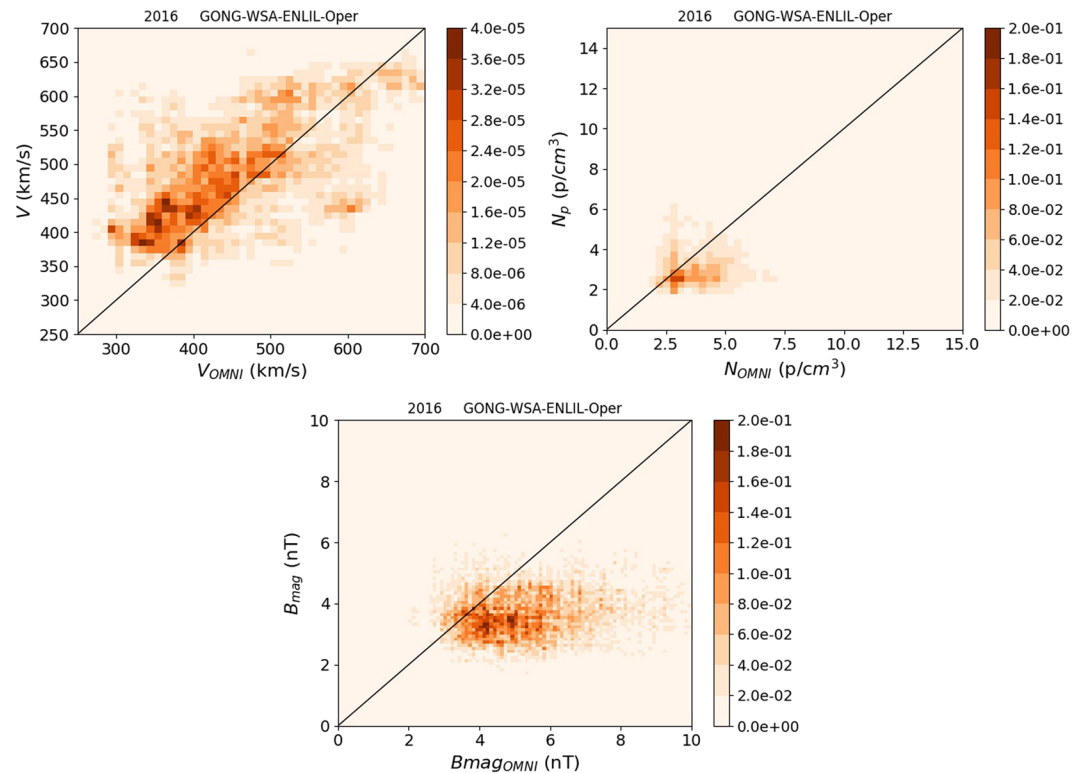 2016 GONG-WSA-ENLIL-Oper
700
650
600
550
500
450
400
350
300
250
V (km/s)
300 400 500 600 700
V_OMNI (km/s)
4.0e-05
3.6e-05
3.2e-05
2.8e-05
2.4e-05
2.0e-05
1.6e-05
1.2e-05
8.0e-06
4.0e-06
0.0e+00
2016 GONG-WSA-ENLIL-Oper
14
12
10
8
6
4
2
0
N_p (p/cm^3)
0.0 2.5 5.0 7.5 10.0 12.5 15.0
N_OMNI (p/cm^3)
2.0e-01
1.8e-01
1.6e-01
1.4e-01
1.2e-01
1.0e-01
8.0e-02
6.0e-02
4.0e-02
2.0e-02
0.0e+00
2016 GONG-WSA-ENLIL-Oper
10
8
6
4
2
0
B_mag (nT)
0 2 4 6 8 10
Bmag_OMNI (nT)
2.0e-01
1.8e-01
1.6e-01
1.4e-01
1.2e-01
1.0e-01
8.0e-02
6.0e-02
4.0e-02
2.0e-02
0.0e+00